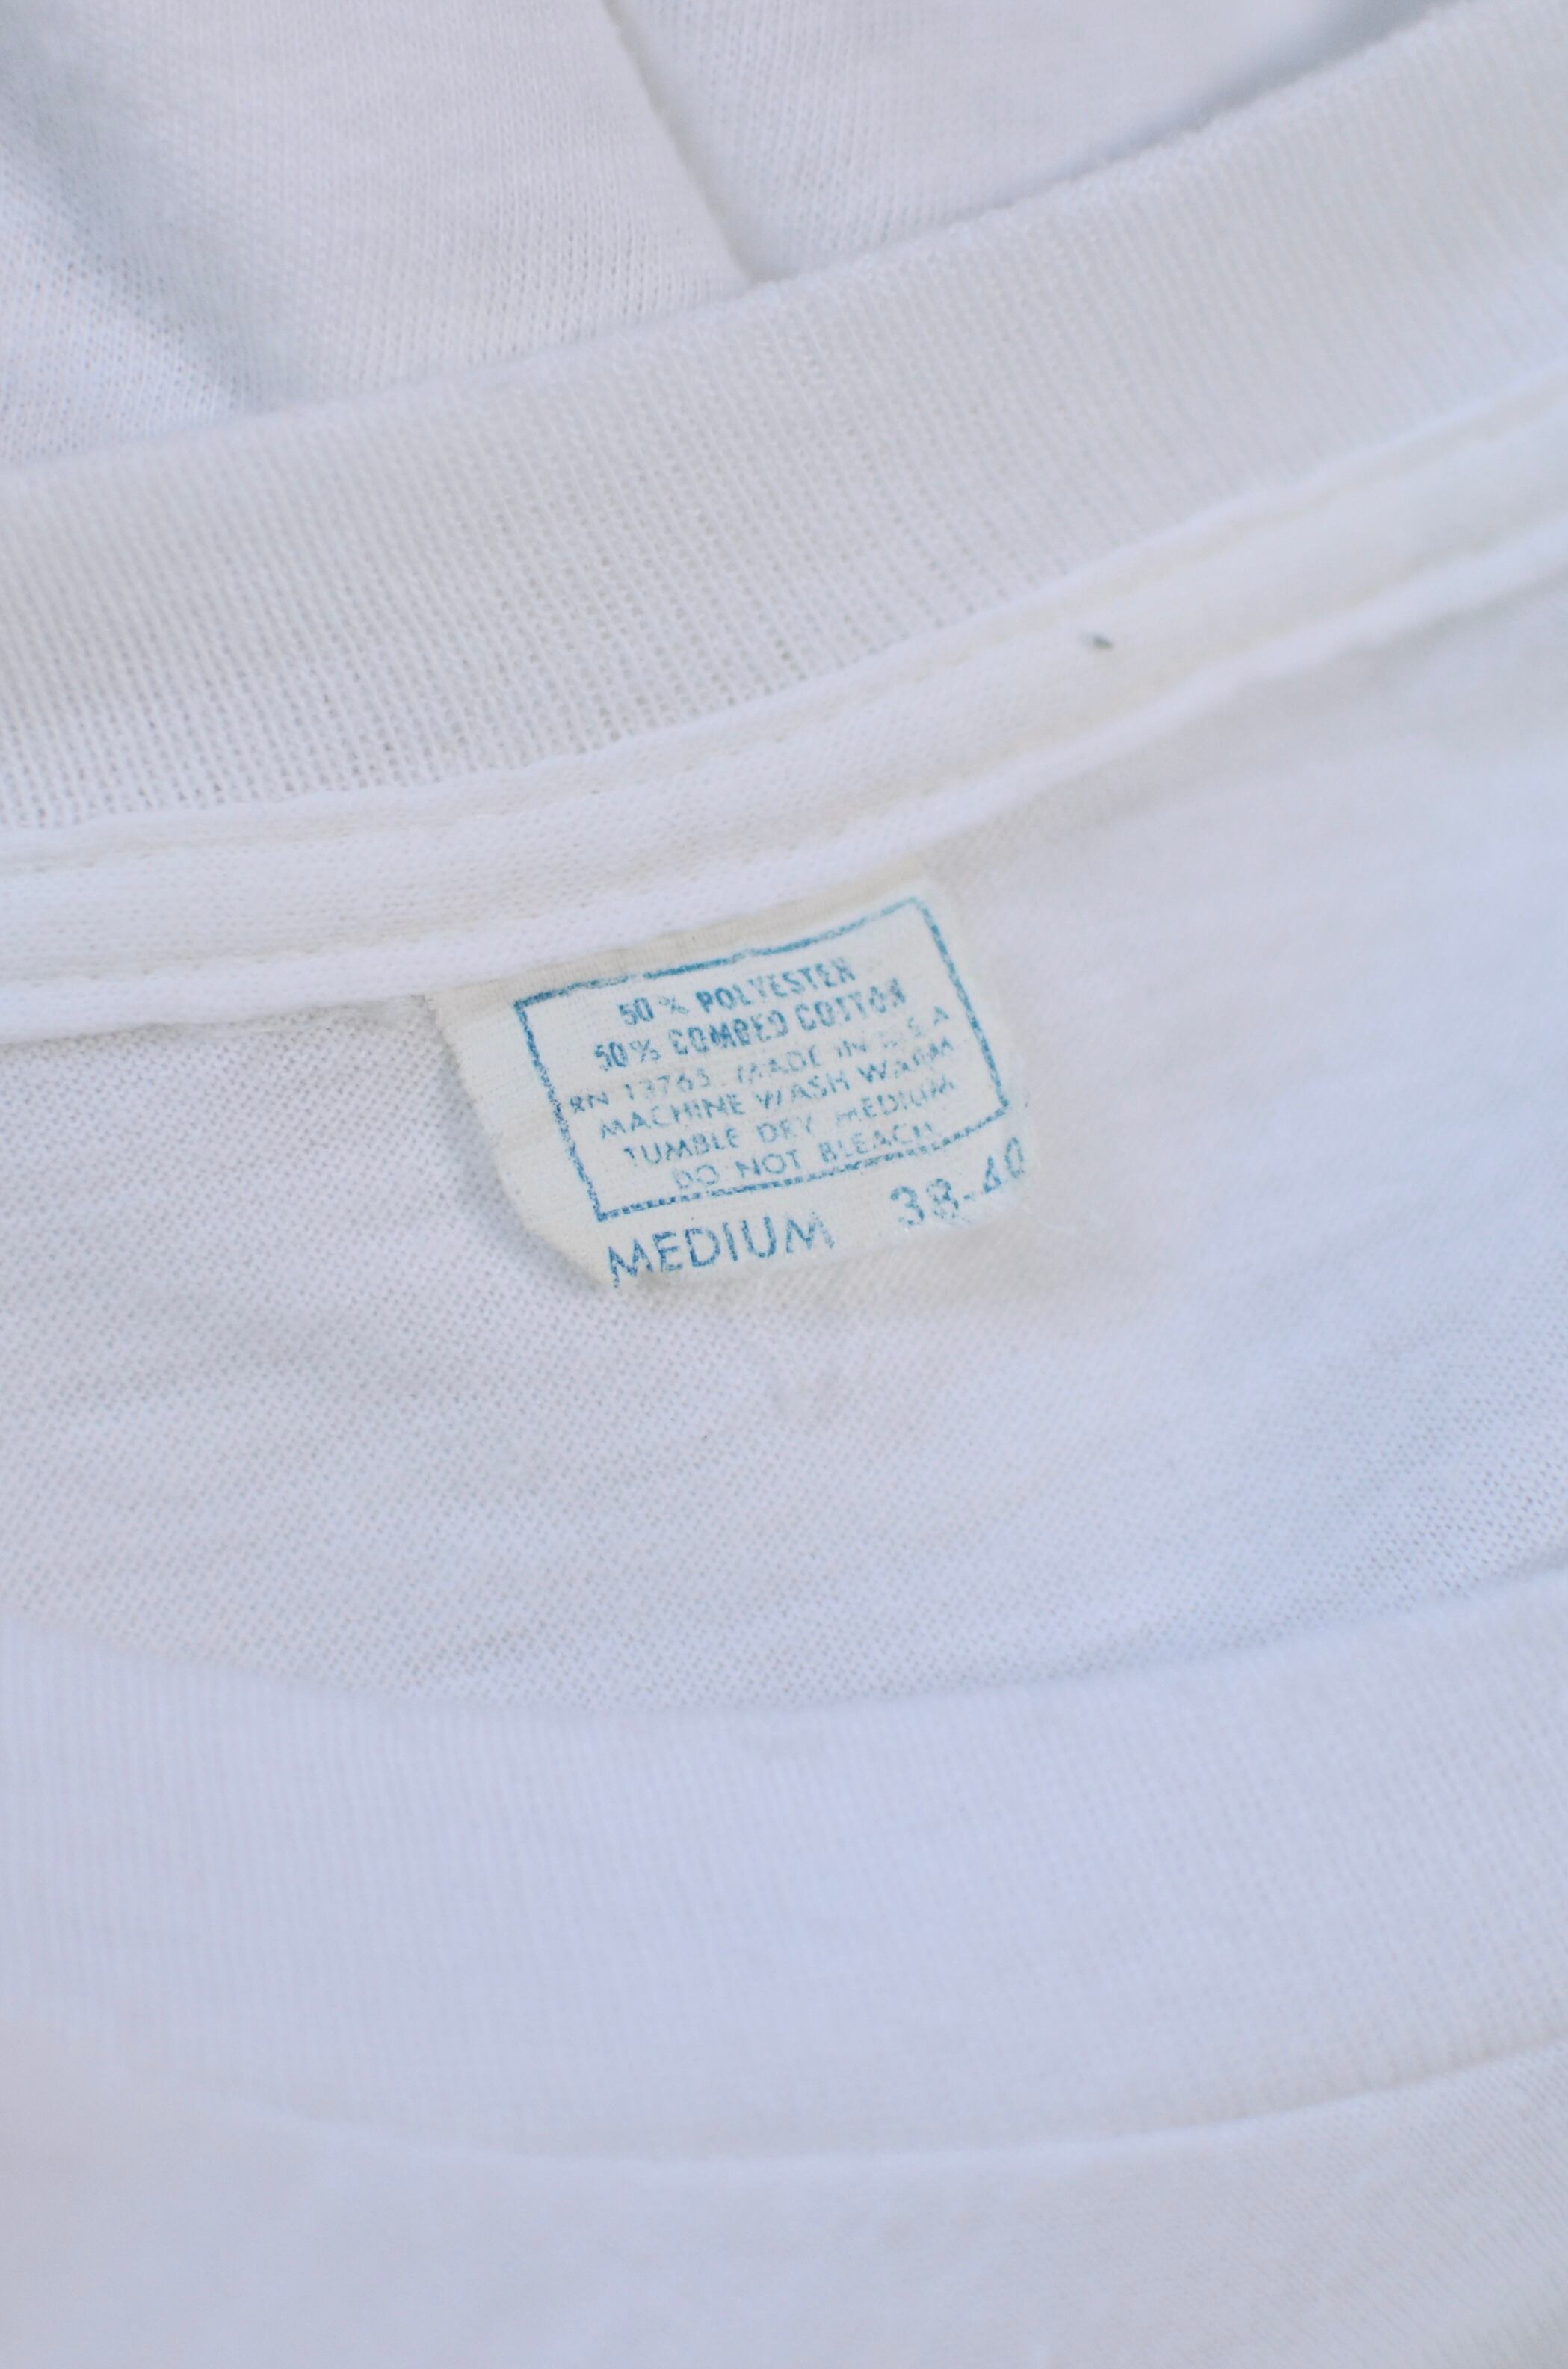 50% POLYESTER
50% COMBED COTTON
RN 13765 MADE IN U.S.A
MACHINE WASH WARM
TUMBLE DRY MEDIUM
DO NOT BLEACH
MEDIUM 38-40